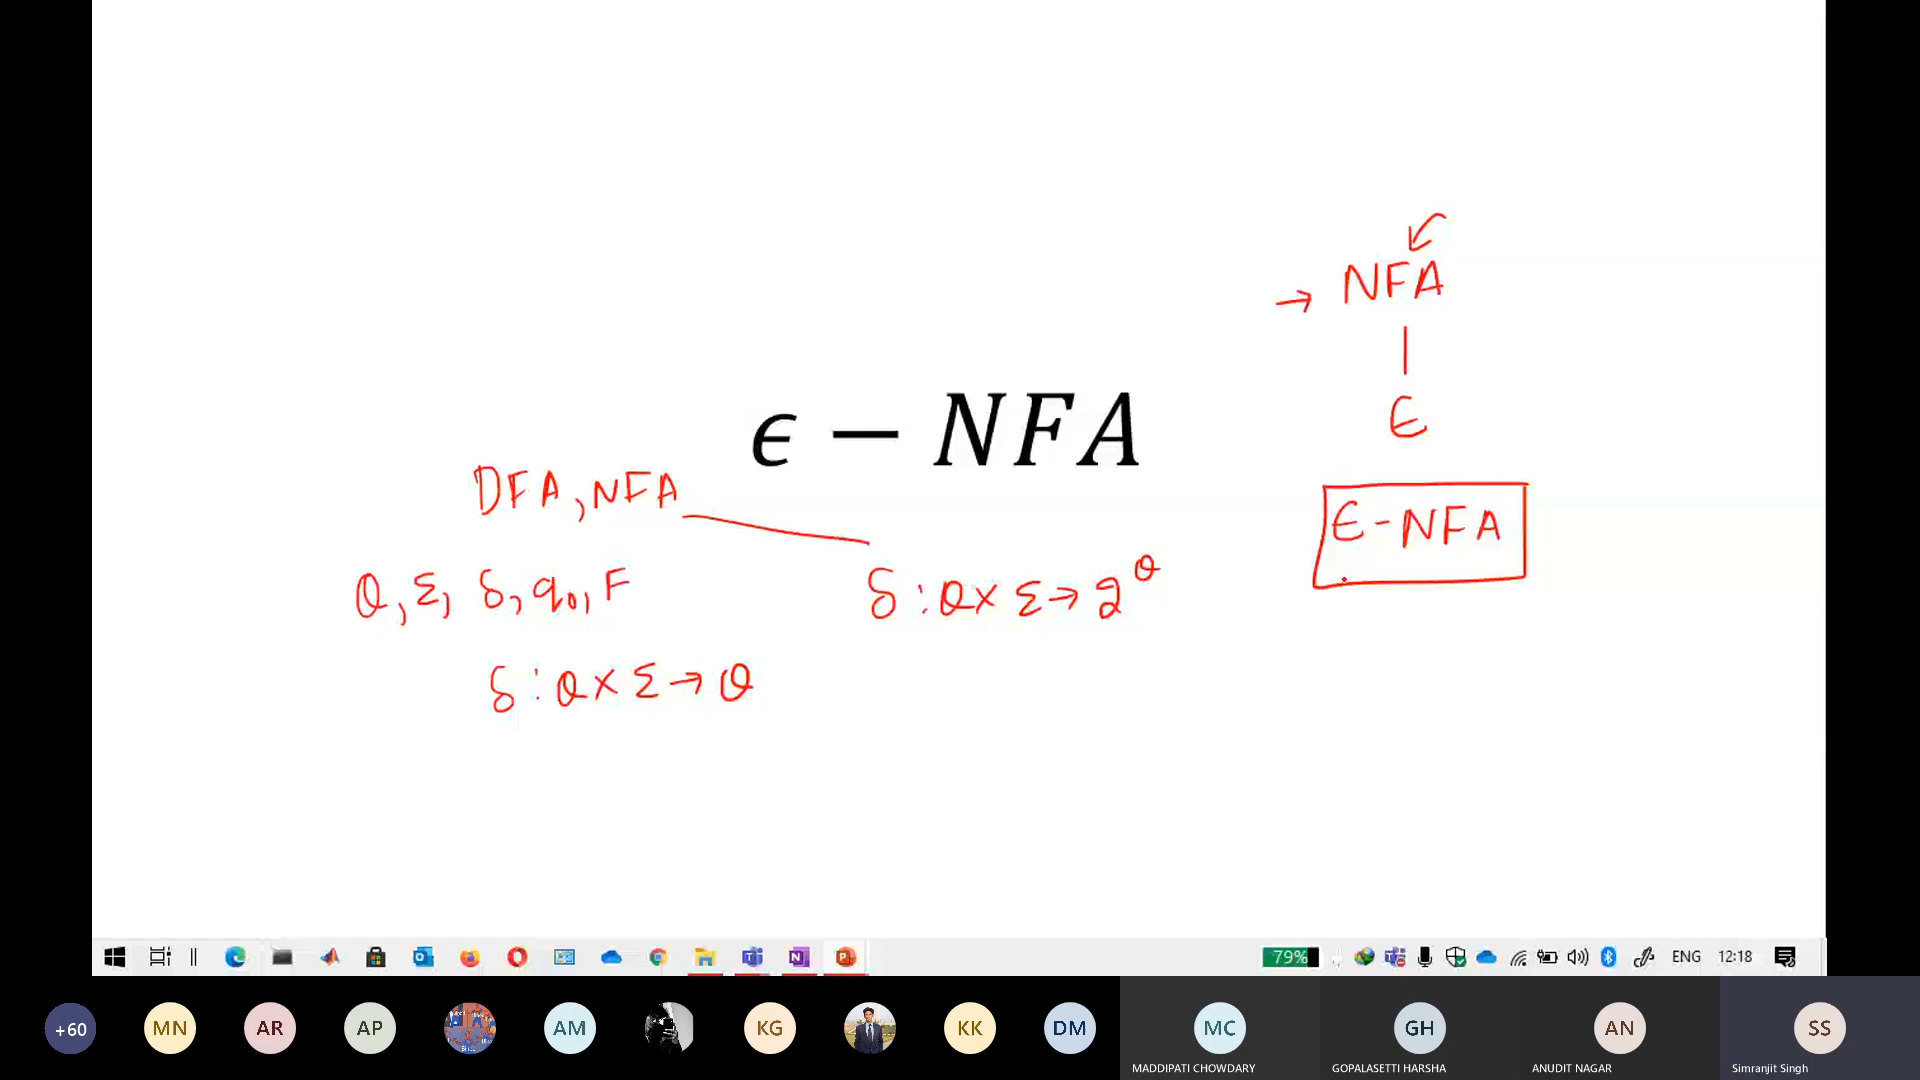 NFA
→
|
ϵ
ϵ – NFA
DFA, NFA
ϵ-NFA
Q, Σ, δ, q₀, F
δ : Q×Σ→2^Q
δ : Q×Σ→Q
79%
ENG
12:18
+60
MN
AR
AP
AM
KG
KK
DM
MC
GH
AN
SS
MADDIPATI CHOWDARY
GOPALASETTI HARSHA
ANUDIT NAGAR
Simranjit Singh